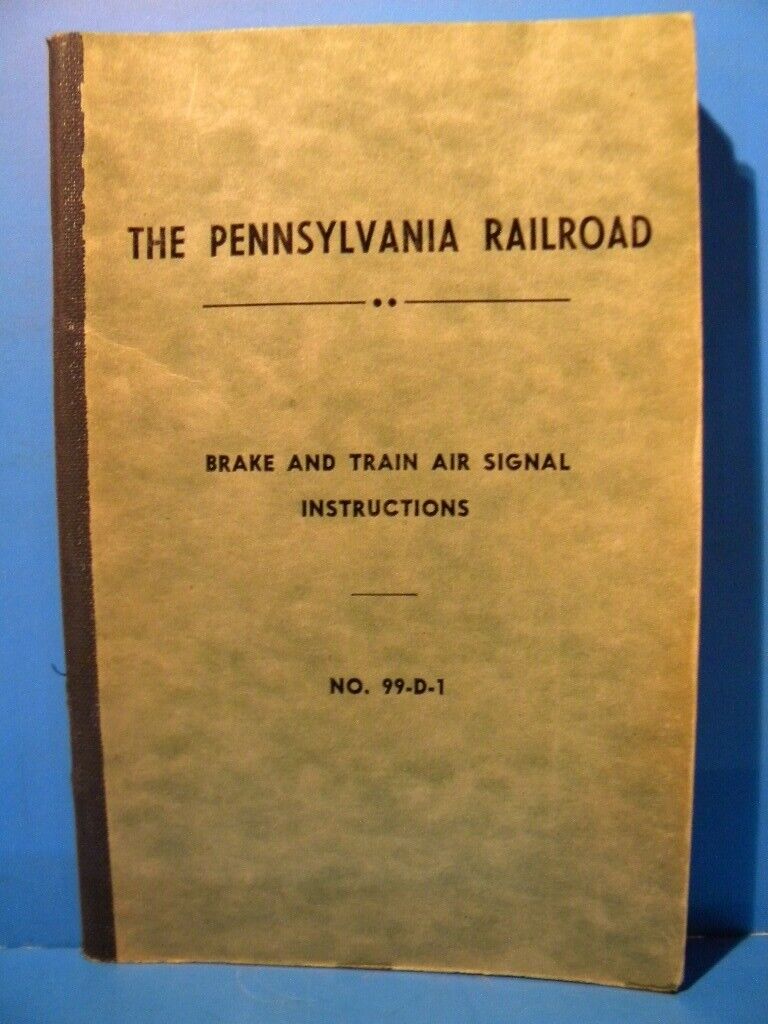 THE PENNSYLVANIA RAILROAD
BRAKE AND TRAIN AIR SIGNAL
INSTRUCTIONS
NO. 99-D-1